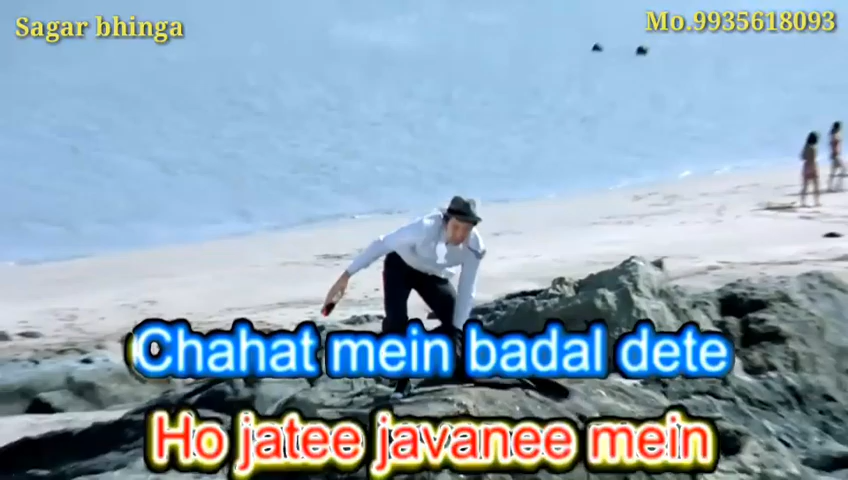 Sagar bhinga
Mo.9935618093
Chahat mein badal dete
Ho jatee javanee mein